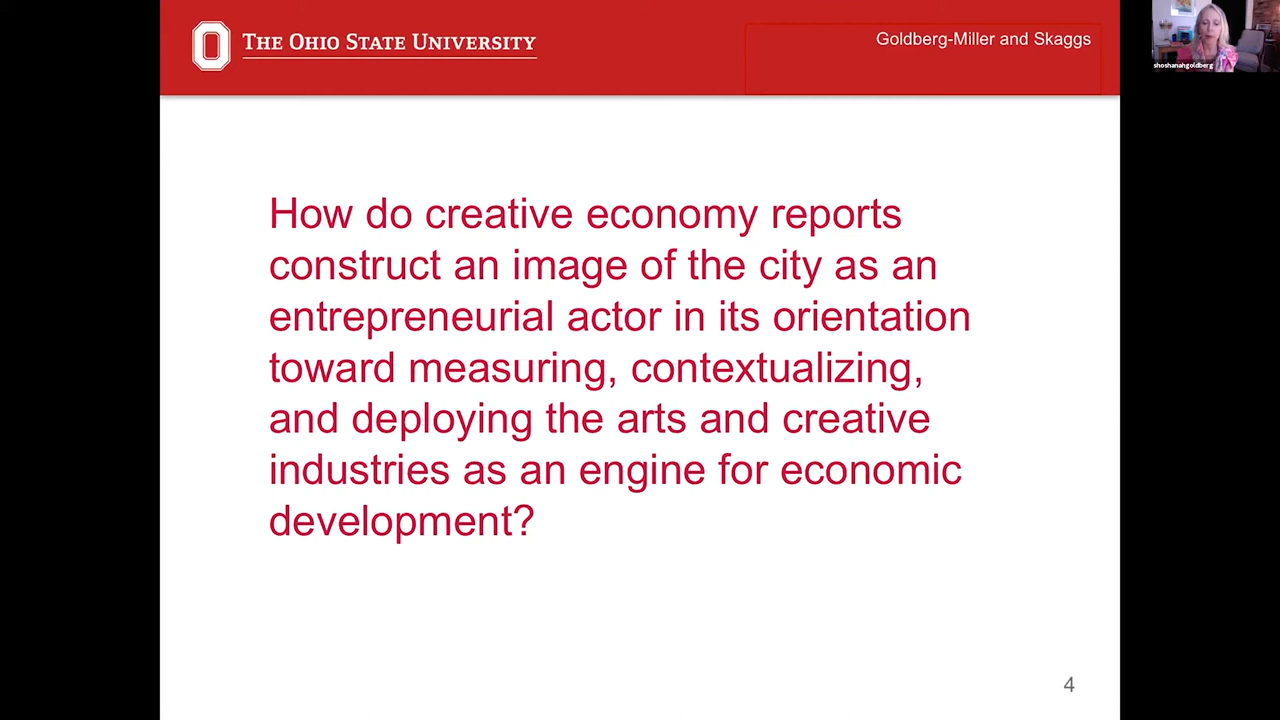 THE OHIO STATE UNIVERSITY
Goldberg-Miller and Skaggs
shoshanahgoldberg
How do creative economy reports
construct an image of the city as an
entrepreneurial actor in its orientation
toward measuring, contextualizing,
and deploying the arts and creative
industries as an engine for economic
development?
4